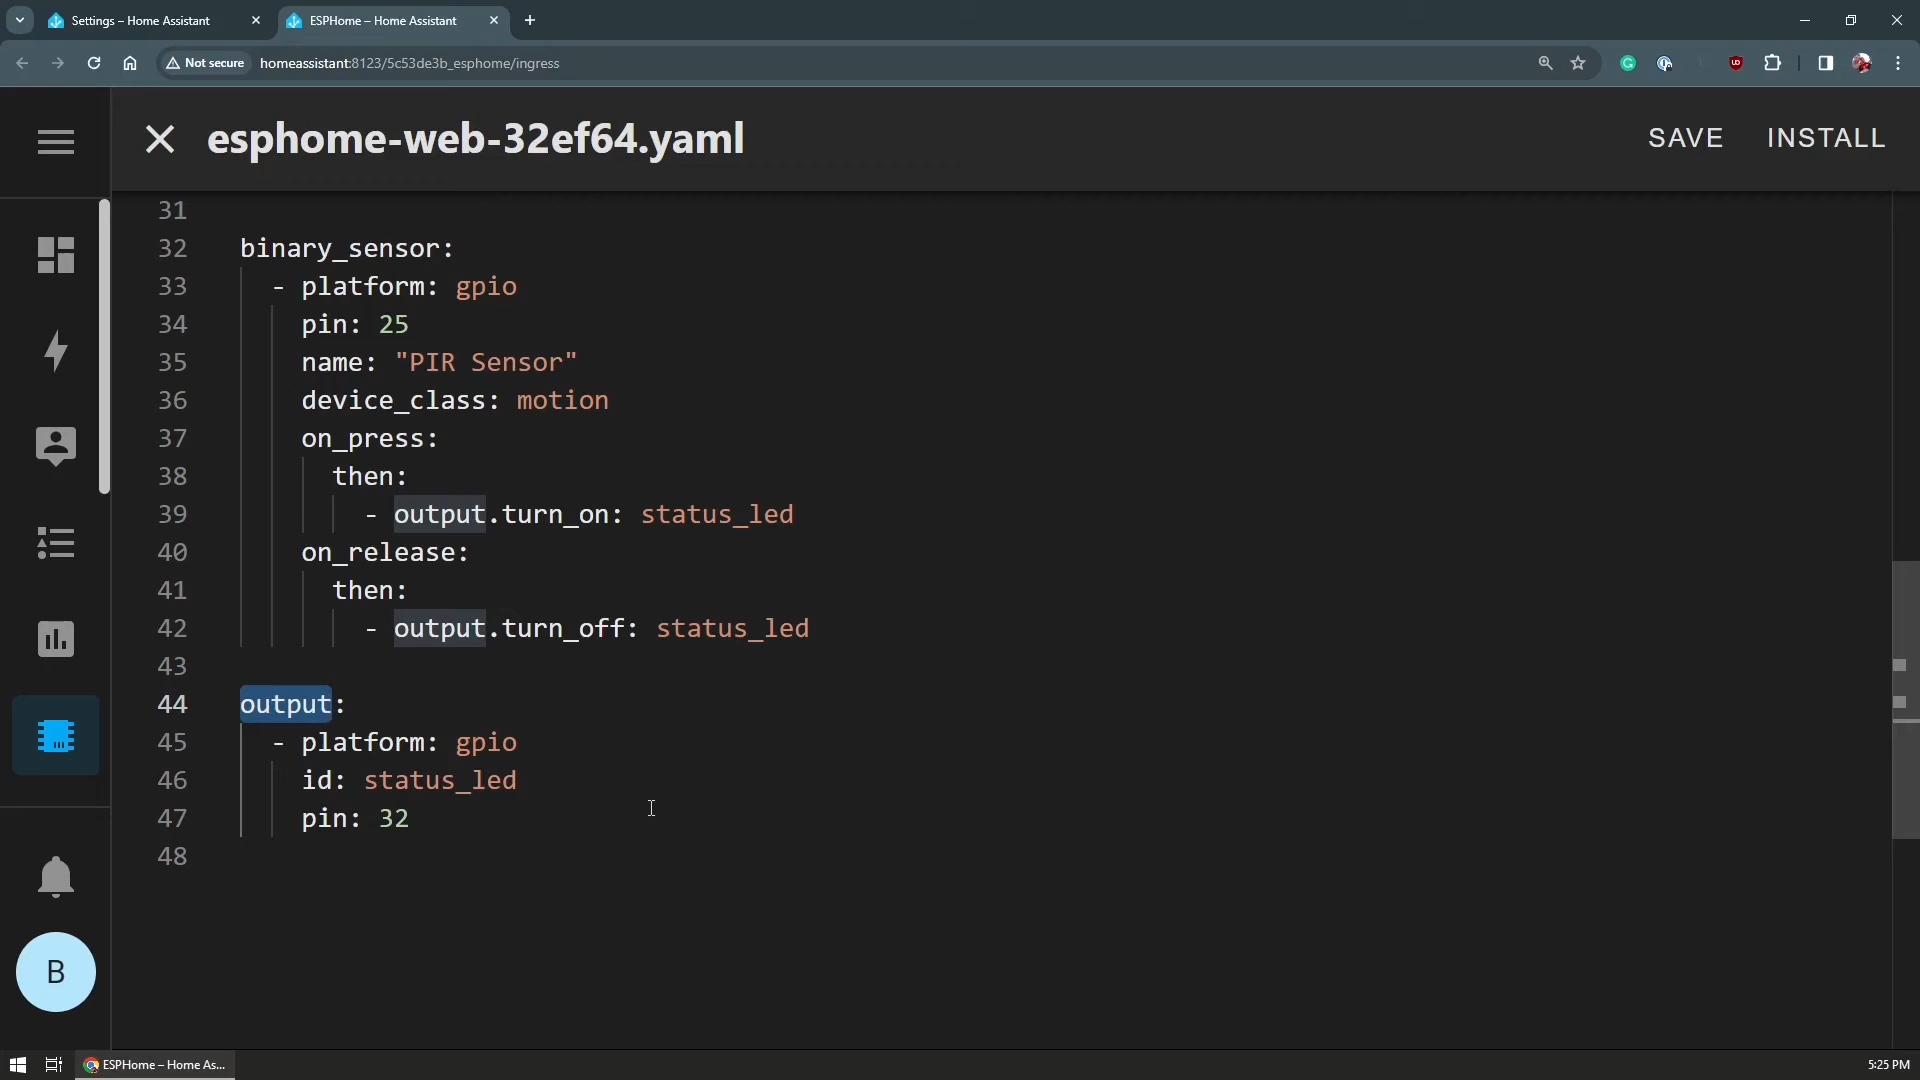 Settings – Home Assistant
ESPHome – Home Assistant
Not secure
homeassistant:8123/5c53de3b_esphome/ingress
esphome-web-32ef64.yaml
SAVE
INSTALL
31
32 binary_sensor:
33 - platform: gpio
34 pin: 25
35 name: "PIR Sensor"
36 device_class: motion
37 on_press:
38 then:
39 - output.turn_on: status_led
40 on_release:
41 then:
42 - output.turn_off: status_led
43
44 output:
45 - platform: gpio
46 id: status_led
47 pin: 32
48
B
ESPHome – Home As...
5:25 PM